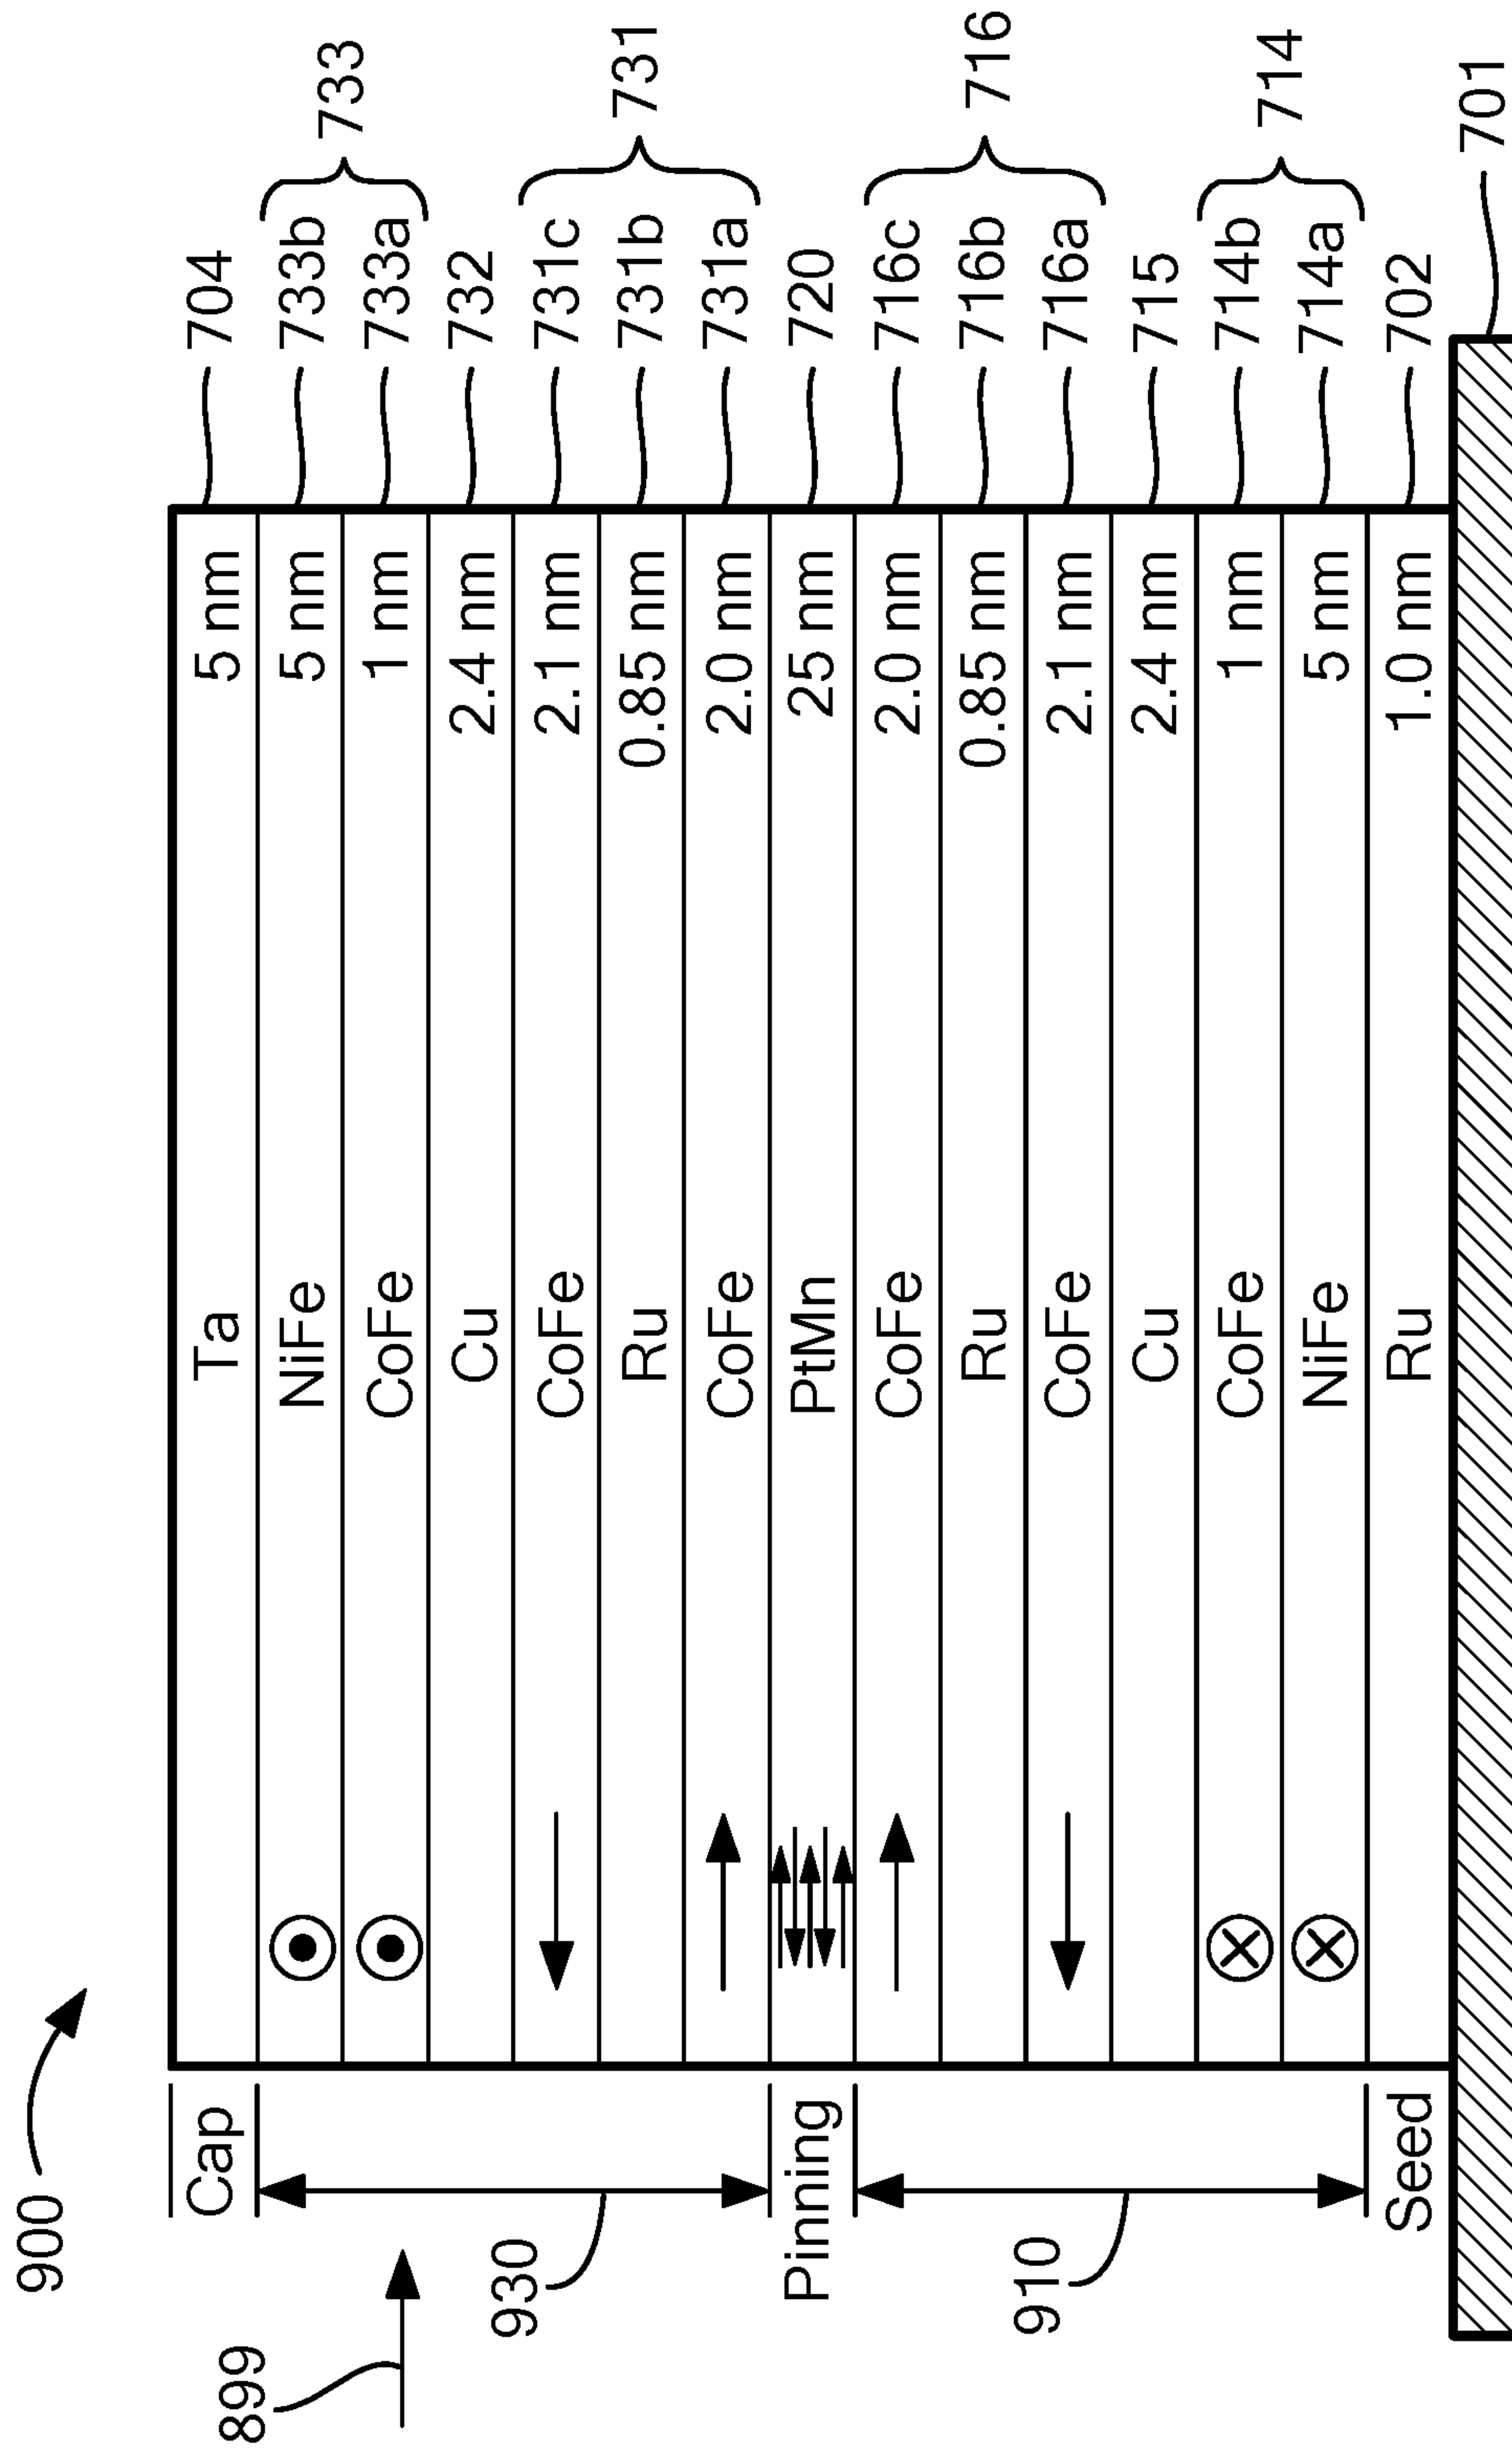 900
899
Cap Ta 5 nm 704
NiFe 5 nm 733b
733
CoFe 1 nm 733a
930
Cu 2.4 nm 732
CoFe 2.1 nm 731c
Ru 0.85 nm 731b
731
CoFe 2.0 nm 731a
Pinning PtMn 25 nm 720
CoFe 2.0 nm 716c
Ru 0.85 nm 716b
716
910
CoFe 2.1 nm 716a
Cu 2.4 nm 715
CoFe 1 nm 714b
714
NiFe 5 nm 714a
Seed Ru 1.0 nm 702
701